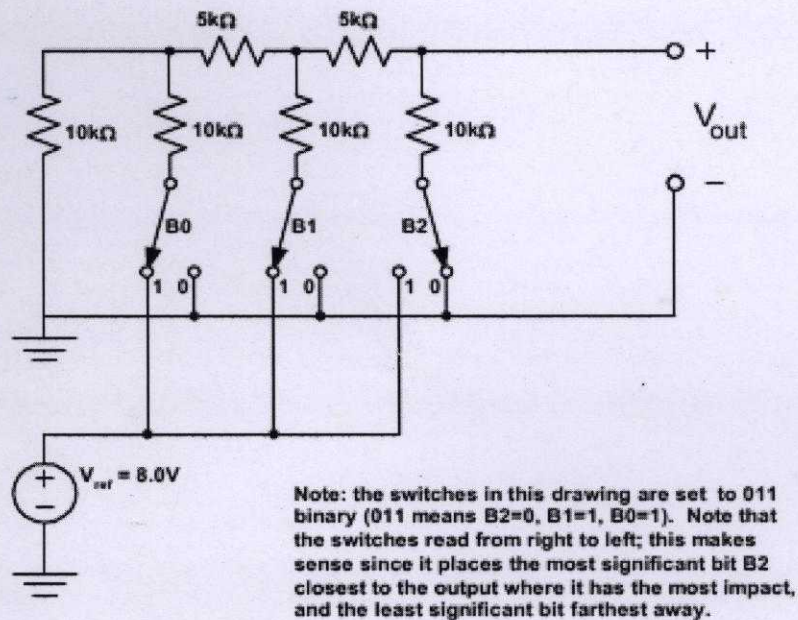 5kΩ 5kΩ
+
10kΩ 10kΩ 10kΩ 10kΩ
V_out
−
B0 B1 B2
1 0 1 0 1 0
+
V_ref = 8.0V
−
Note: the switches in this drawing are set to 011
binary (011 means B2=0, B1=1, B0=1). Note that
the switches read from right to left; this makes
sense since it places the most significant bit B2
closest to the output where it has the most impact,
and the least significant bit farthest away.